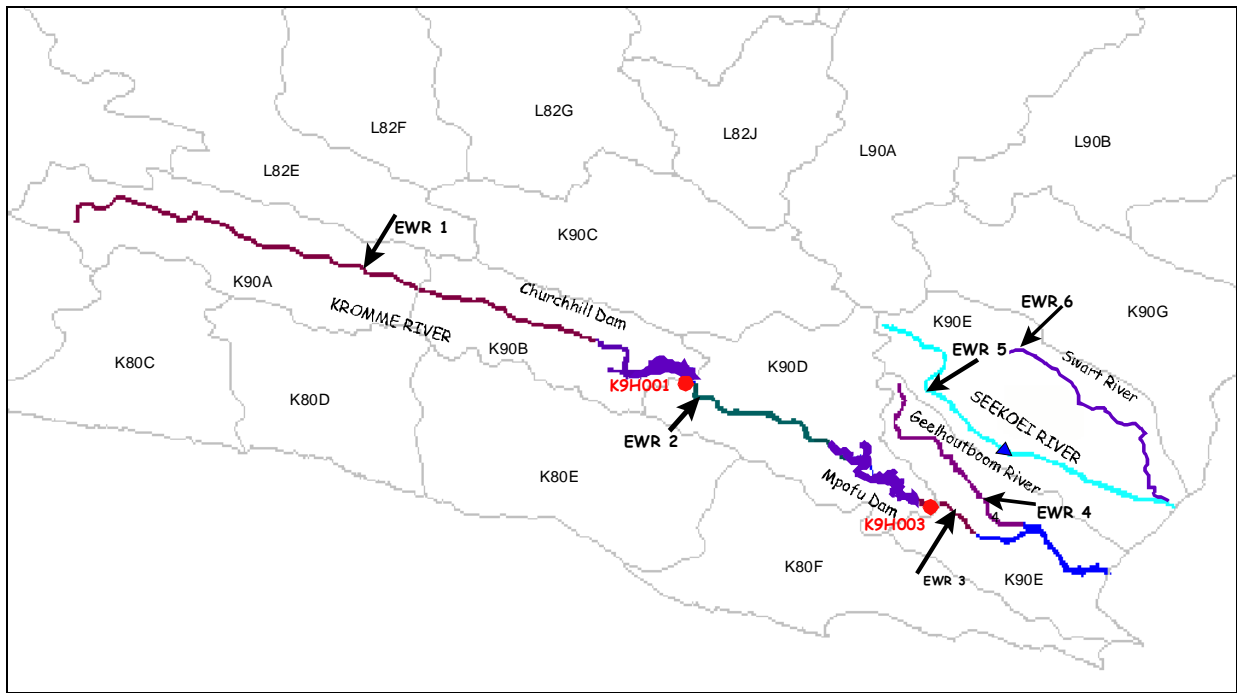 L82G
L82F
L82J
L90B
L90A
L82E
EWR 1
K90C
K90A
Churchhill Dam
KROMME RIVER
EWR 6
K90G
K90E
K90B
EWR 5
Swart River
K80C
K90D
K9H001
K80D
SEEKOEI RIVER
Geelhoutboom River
EWR 2
K80E
Mpofu Dam
EWR 4
K9H003
K80F
EWR 3
K90E